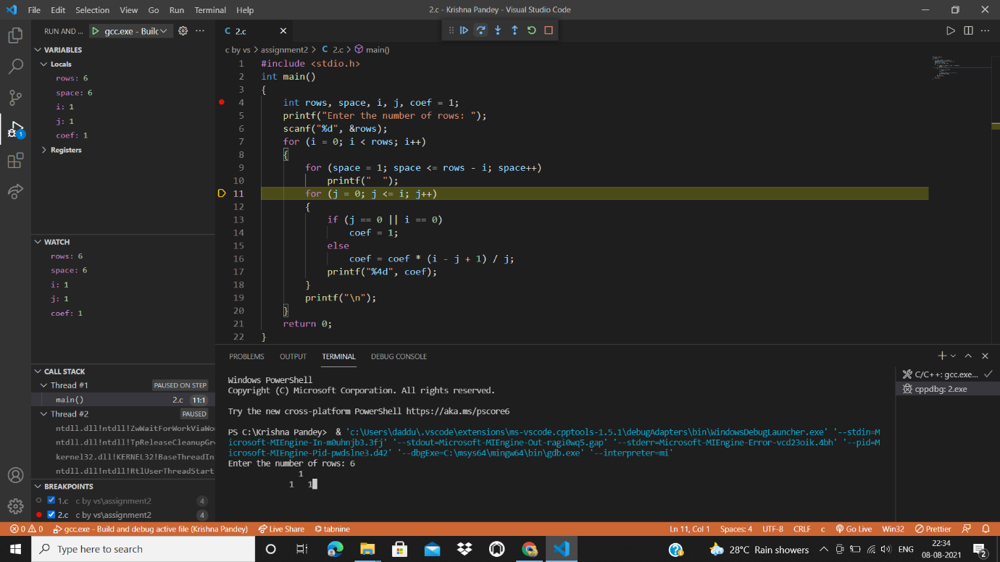 File Edit Selection View Go Run Terminal Help
2.c - Krishna Pandey - Visual Studio Code
RUN AND ... gcc.exe - Builc
2.c
c by vs > assignment2 > C 2.c > main()
VARIABLES
Locals
rows: 6
space: 6
i: 1
j: 1
coef: 1
Registers
WATCH
rows: 6
space: 6
i: 1
j: 1
coef: 1
CALL STACK
Thread #1 PAUSED ON STEP
main() 2.c 11:1
Thread #2 PAUSED
ntdll.dll!ntdll!ZwWaitForWorkViaWo
ntdll.dll!ntdll!TpReleaseCleanupGr
kernel32.dll!KERNEL32!BaseThreadIn
ntdll.dll!ntdll!RtlUserThreadStart
BREAKPOINTS
1.c c by vs\assignment2 4
2.c c by vs\assignment2 4
1 #include <stdio.h>
2 int main()
3 {
4 int rows, space, i, j, coef = 1;
5 printf("Enter the number of rows: ");
6 scanf("%d", &rows);
7 for (i = 0; i < rows; i++)
8 {
9 for (space = 1; space <= rows - i; space++)
10 printf("  ");
11 for (j = 0; j <= i; j++)
12 {
13 if (j == 0 || i == 0)
14 coef = 1;
15 else
16 coef = coef * (i - j + 1) / j;
17 printf("%4d", coef);
18 }
19 printf("\n");
20 }
21 return 0;
22 }
PROBLEMS OUTPUT TERMINAL DEBUG CONSOLE
C/C++: gcc.exe...
cppdbg: 2.exe
Windows PowerShell
Copyright (C) Microsoft Corporation. All rights reserved.
Try the new cross-platform PowerShell https://aka.ms/pscore6
PS C:\Krishna Pandey>  & 'c:\Users\daddu\.vscode\extensions\ms-vscode.cpptools-1.5.1\debugAdapters\bin\WindowsDebugLauncher.exe' '--stdin=M
icrosoft-MIEngine-In-m0uhnjb3.3fj' '--stdout=Microsoft-MIEngine-Out-ragi0wq5.gap' '--stderr=Microsoft-MIEngine-Error-vcd23oik.4bh' '--pid=M
icrosoft-MIEngine-Pid-pwdslne3.d42' '--dbgExe=C:\msys64\mingw64\bin\gdb.exe' '--interpreter=mi'
Enter the number of rows: 6
1
1 1
0 0 gcc.exe - Build and debug active file (Krishna Pandey) Live Share tabnine Ln 11, Col 1 Spaces: 4 UTF-8 CRLF c Go Live Win32 Prettier
Type here to search
28°C Rain showers ENG
22:34
08-08-2021
2